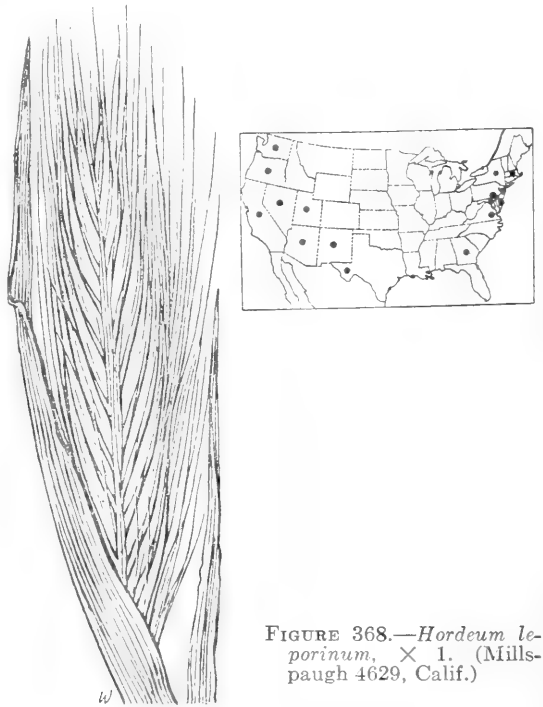 W
FIGURE 368.—Hordeum le-
porinum, × 1. (Mills-
paugh 4629, Calif.)